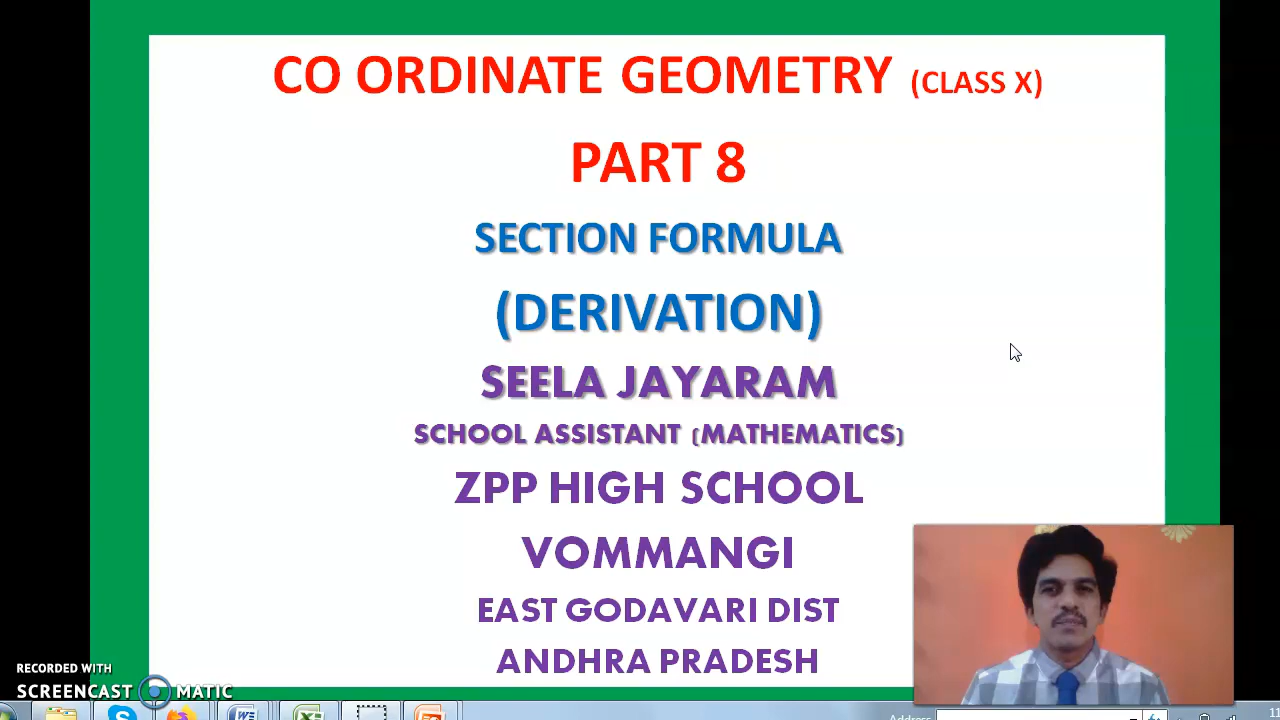 CO ORDINATE GEOMETRY (CLASS X)
PART 8
SECTION FORMULA
(DERIVATION)
SEELA JAYARAM
SCHOOL ASSISTANT (MATHEMATICS)
ZPP HIGH SCHOOL
VOMMANGI
EAST GODAVARI DIST
ANDHRA PRADESH
RECORDED WITH
SCREENCAST MATIC
Address